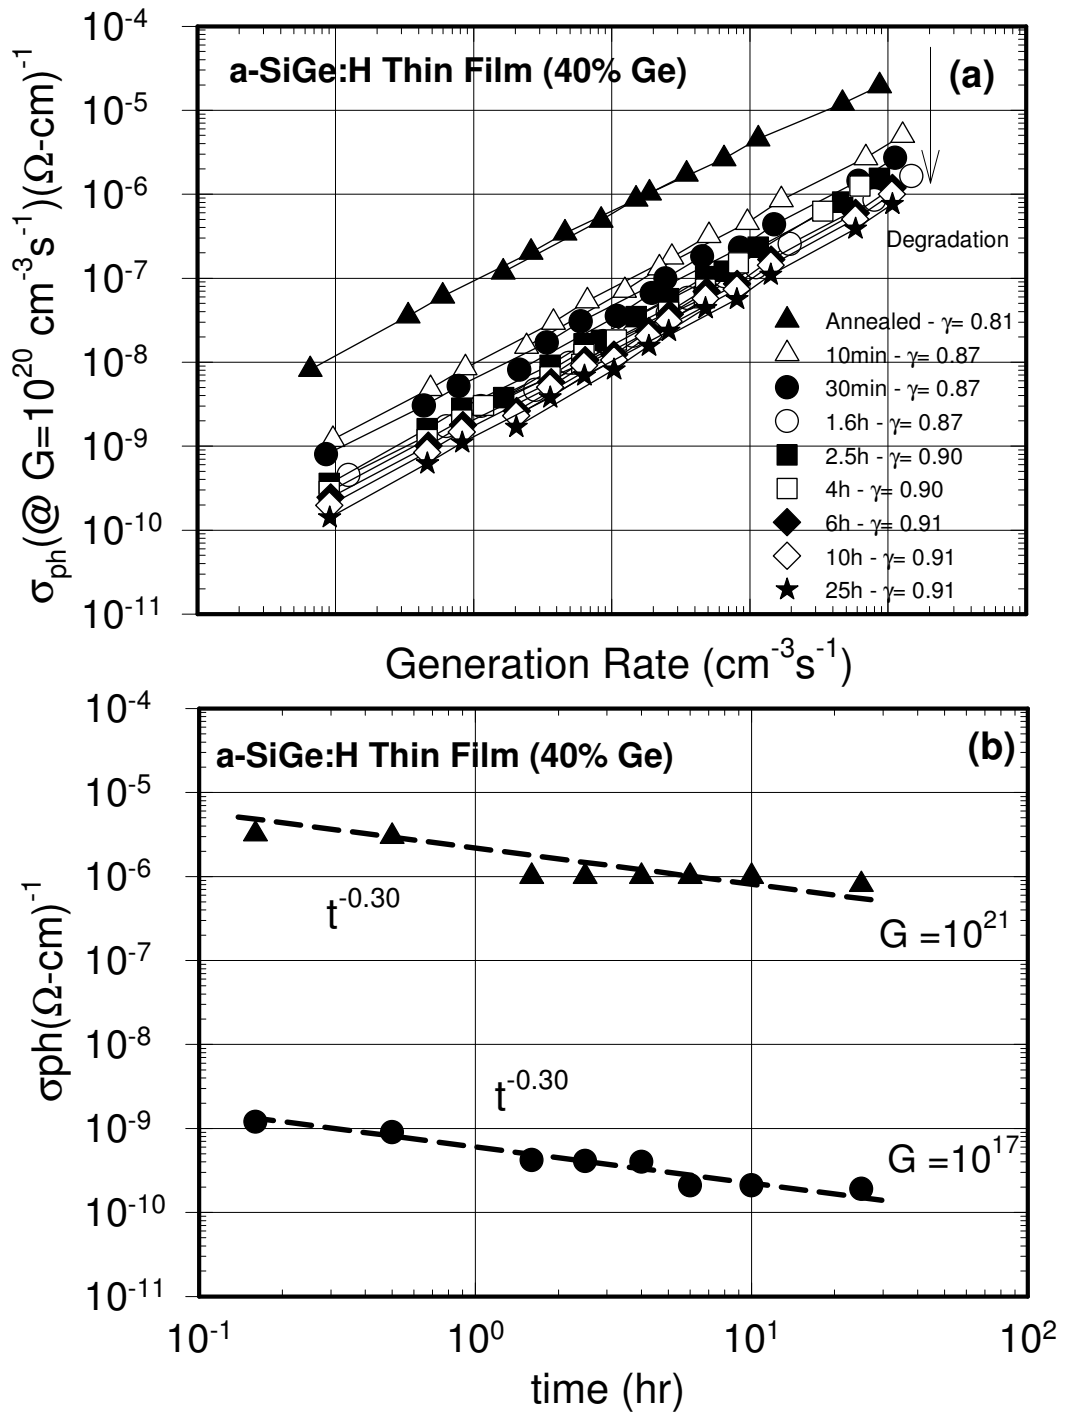 10⁻⁴
10⁻⁵
10⁻⁶
10⁻⁷
10⁻⁸
10⁻⁹
10⁻¹⁰
10⁻¹¹
σph(@ G=10²⁰ cm⁻³s⁻¹)(Ω-cm)⁻¹
a-SiGe:H Thin Film (40% Ge)
(a)
Degradation
Annealed - γ= 0.81
10min - γ= 0.87
30min - γ= 0.87
1.6h - γ= 0.87
2.5h - γ= 0.90
4h - γ= 0.90
6h - γ= 0.91
10h - γ= 0.91
25h - γ= 0.91
Generation Rate (cm⁻³s⁻¹)
10⁻⁴
10⁻⁵
10⁻⁶
10⁻⁷
10⁻⁸
10⁻⁹
10⁻¹⁰
10⁻¹¹
σph(Ω-cm)⁻¹
a-SiGe:H Thin Film (40% Ge)
(b)
t⁻⁰·³⁰
G =10²¹
t⁻⁰·³⁰
G =10¹⁷
10⁻¹ 10⁰ 10¹ 10²
time (hr)